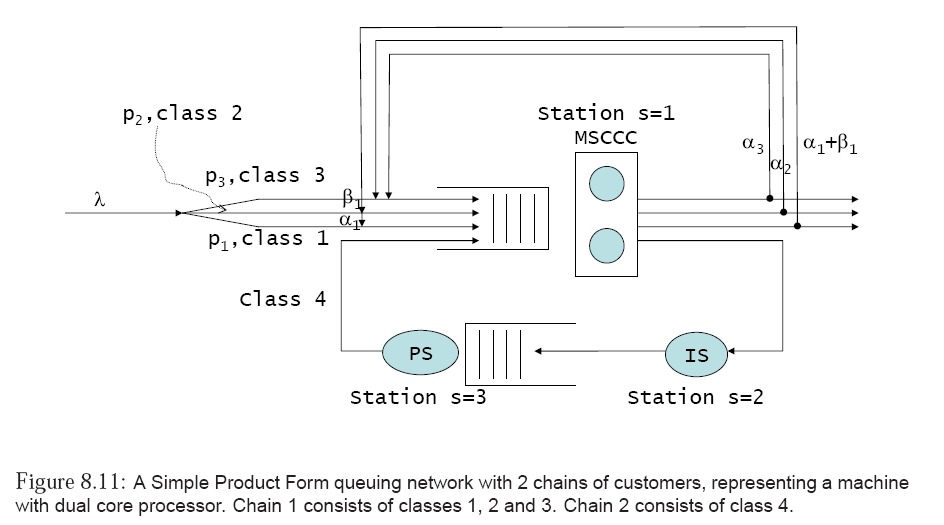 Station s=1
MSCCC
p₂,class 2
α₃
α₂
α₁+β₁
p₃,class 3
λ
β₁
α₁
p₁,class 1
Class 4
PS
IS
Station s=3
Station s=2
Figure 8.11: A Simple Product Form queuing network with 2 chains of customers, representing a machine
with dual core processor. Chain 1 consists of classes 1, 2 and 3. Chain 2 consists of class 4.